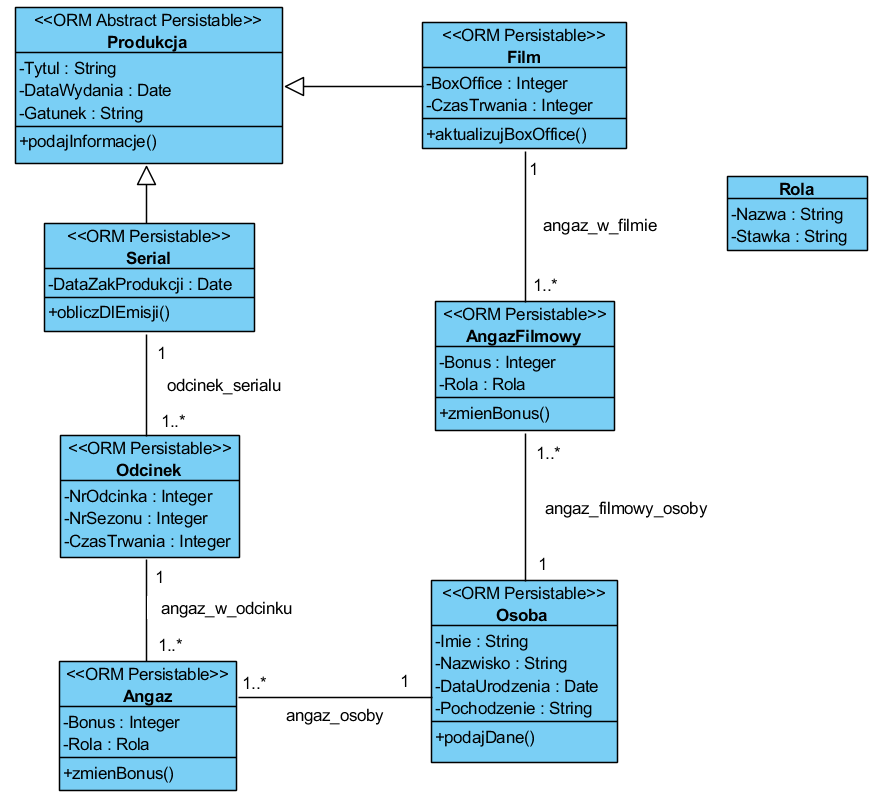 <<ORM Abstract Persistable>>
Produkcja
-Tytul : String
-DataWydania : Date
-Gatunek : String
+podajInformacje()
<<ORM Persistable>>
Film
-BoxOffice : Integer
-CzasTrwania : Integer
+aktualizujBoxOffice()
Rola
-Nazwa : String
-Stawka : String
1
angaz_w_filmie
1..*
<<ORM Persistable>>
Serial
-DataZakProdukcji : Date
+obliczDlEmisji()
1
odcinek_serialu
1..*
<<ORM Persistable>>
AngazFilmowy
-Bonus : Integer
-Rola : Rola
+zmienBonus()
1..*
angaz_filmowy_osoby
1
<<ORM Persistable>>
Odcinek
-NrOdcinka : Integer
-NrSezonu : Integer
-CzasTrwania : Integer
1
angaz_w_odcinku
1..*
<<ORM Persistable>>
Angaz
-Bonus : Integer
-Rola : Rola
+zmienBonus()
1..*
1
angaz_osoby
<<ORM Persistable>>
Osoba
-Imie : String
-Nazwisko : String
-DataUrodzenia : Date
-Pochodzenie : String
+podajDane()